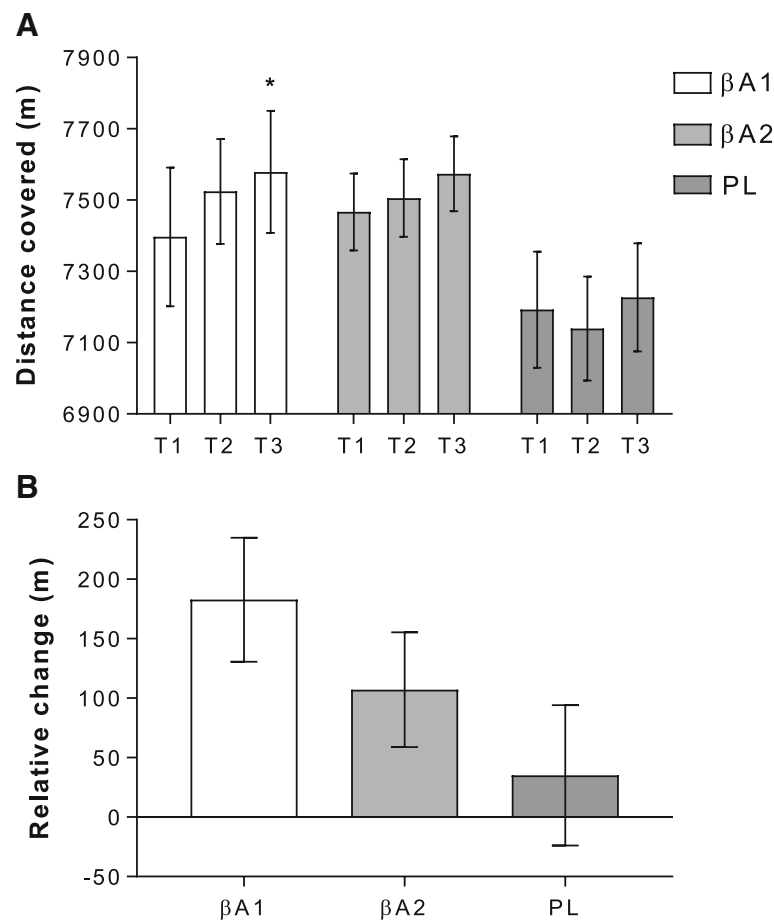 A
Distance covered (m)
7900
7700
7500
7300
7100
6900
*
T1 T2 T3 T1 T2 T3 T1 T2 T3
βA1
βA2
PL
B
Relative change (m)
250
200
150
100
50
0
-50
βA1 βA2 PL